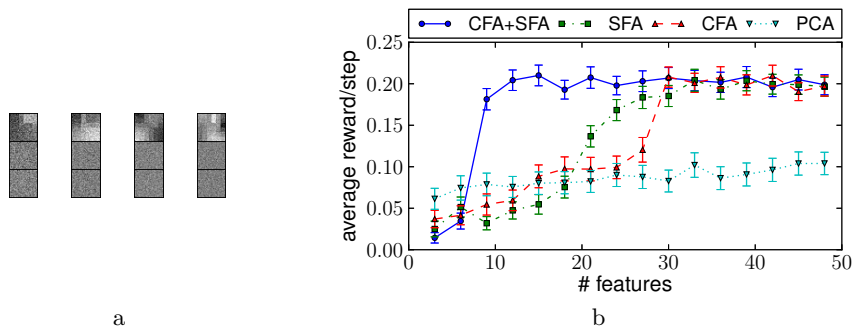 CFA+SFA SFA CFA PCA
0.25
0.20
0.15
0.10
0.05
0.00
average reward/step
0 10 20 30 40 50
# features
a b